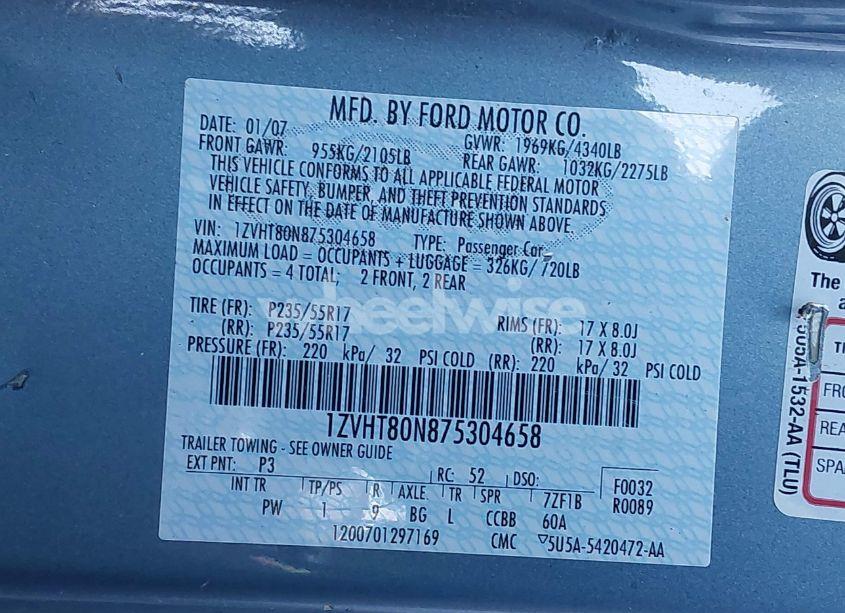 MFD. BY FORD MOTOR CO.
DATE: 01/07 GVWR: 1969KG/4340LB
FRONT GAWR: 955KG/2105LB REAR GAWR: 1032KG/2275LB
THIS VEHICLE CONFORMS TO ALL APPLICABLE FEDERAL MOTOR
VEHICLE SAFETY, BUMPER, AND THEFT PREVENTION STANDARDS
IN EFFECT ON THE DATE OF MANUFACTURE SHOWN ABOVE.
VIN: 1ZVHT80N875304658 TYPE: Passenger Car
MAXIMUM LOAD = OCCUPANTS + LUGGAGE = 326KG/720LB
OCCUPANTS = 4 TOTAL; 2 FRONT, 2 REAR
wheelwise
TIRE (FR): P235/55R17 RIMS (FR): 17 X 8.0J
(RR): P235/55R17 (RR): 17 X 8.0J
PRESSURE (FR): 220 kPa/ 32 PSI COLD (RR): 220 kPa/ 32 PSI COLD
1ZVHT80N875304658
TRAILER TOWING - SEE OWNER GUIDE
EXT PNT: P3 RC: 52 DSO: F0032
INT TR TP/PS R AXLE TR SPR 7ZF1B R0089
PW 1 9 BG L CCBB 60A
1200701297169 CMC ▽5U5A-5420472-AA
The
a
5U5A-1532-AA (TLU)
TI
FRO
REA
SPA